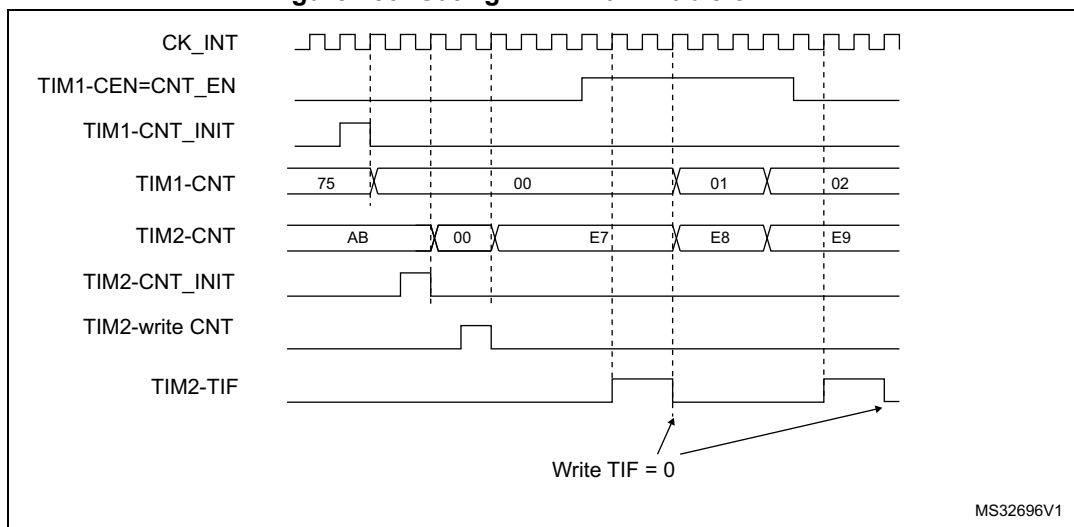 CK_INT
TIM1-CEN=CNT_EN
TIM1-CNT_INIT
TIM1-CNT 75 00 01 02
TIM2-CNT AB 00 E7 E8 E9
TIM2-CNT_INIT
TIM2-write CNT
TIM2-TIF
Write TIF = 0
MS32696V1